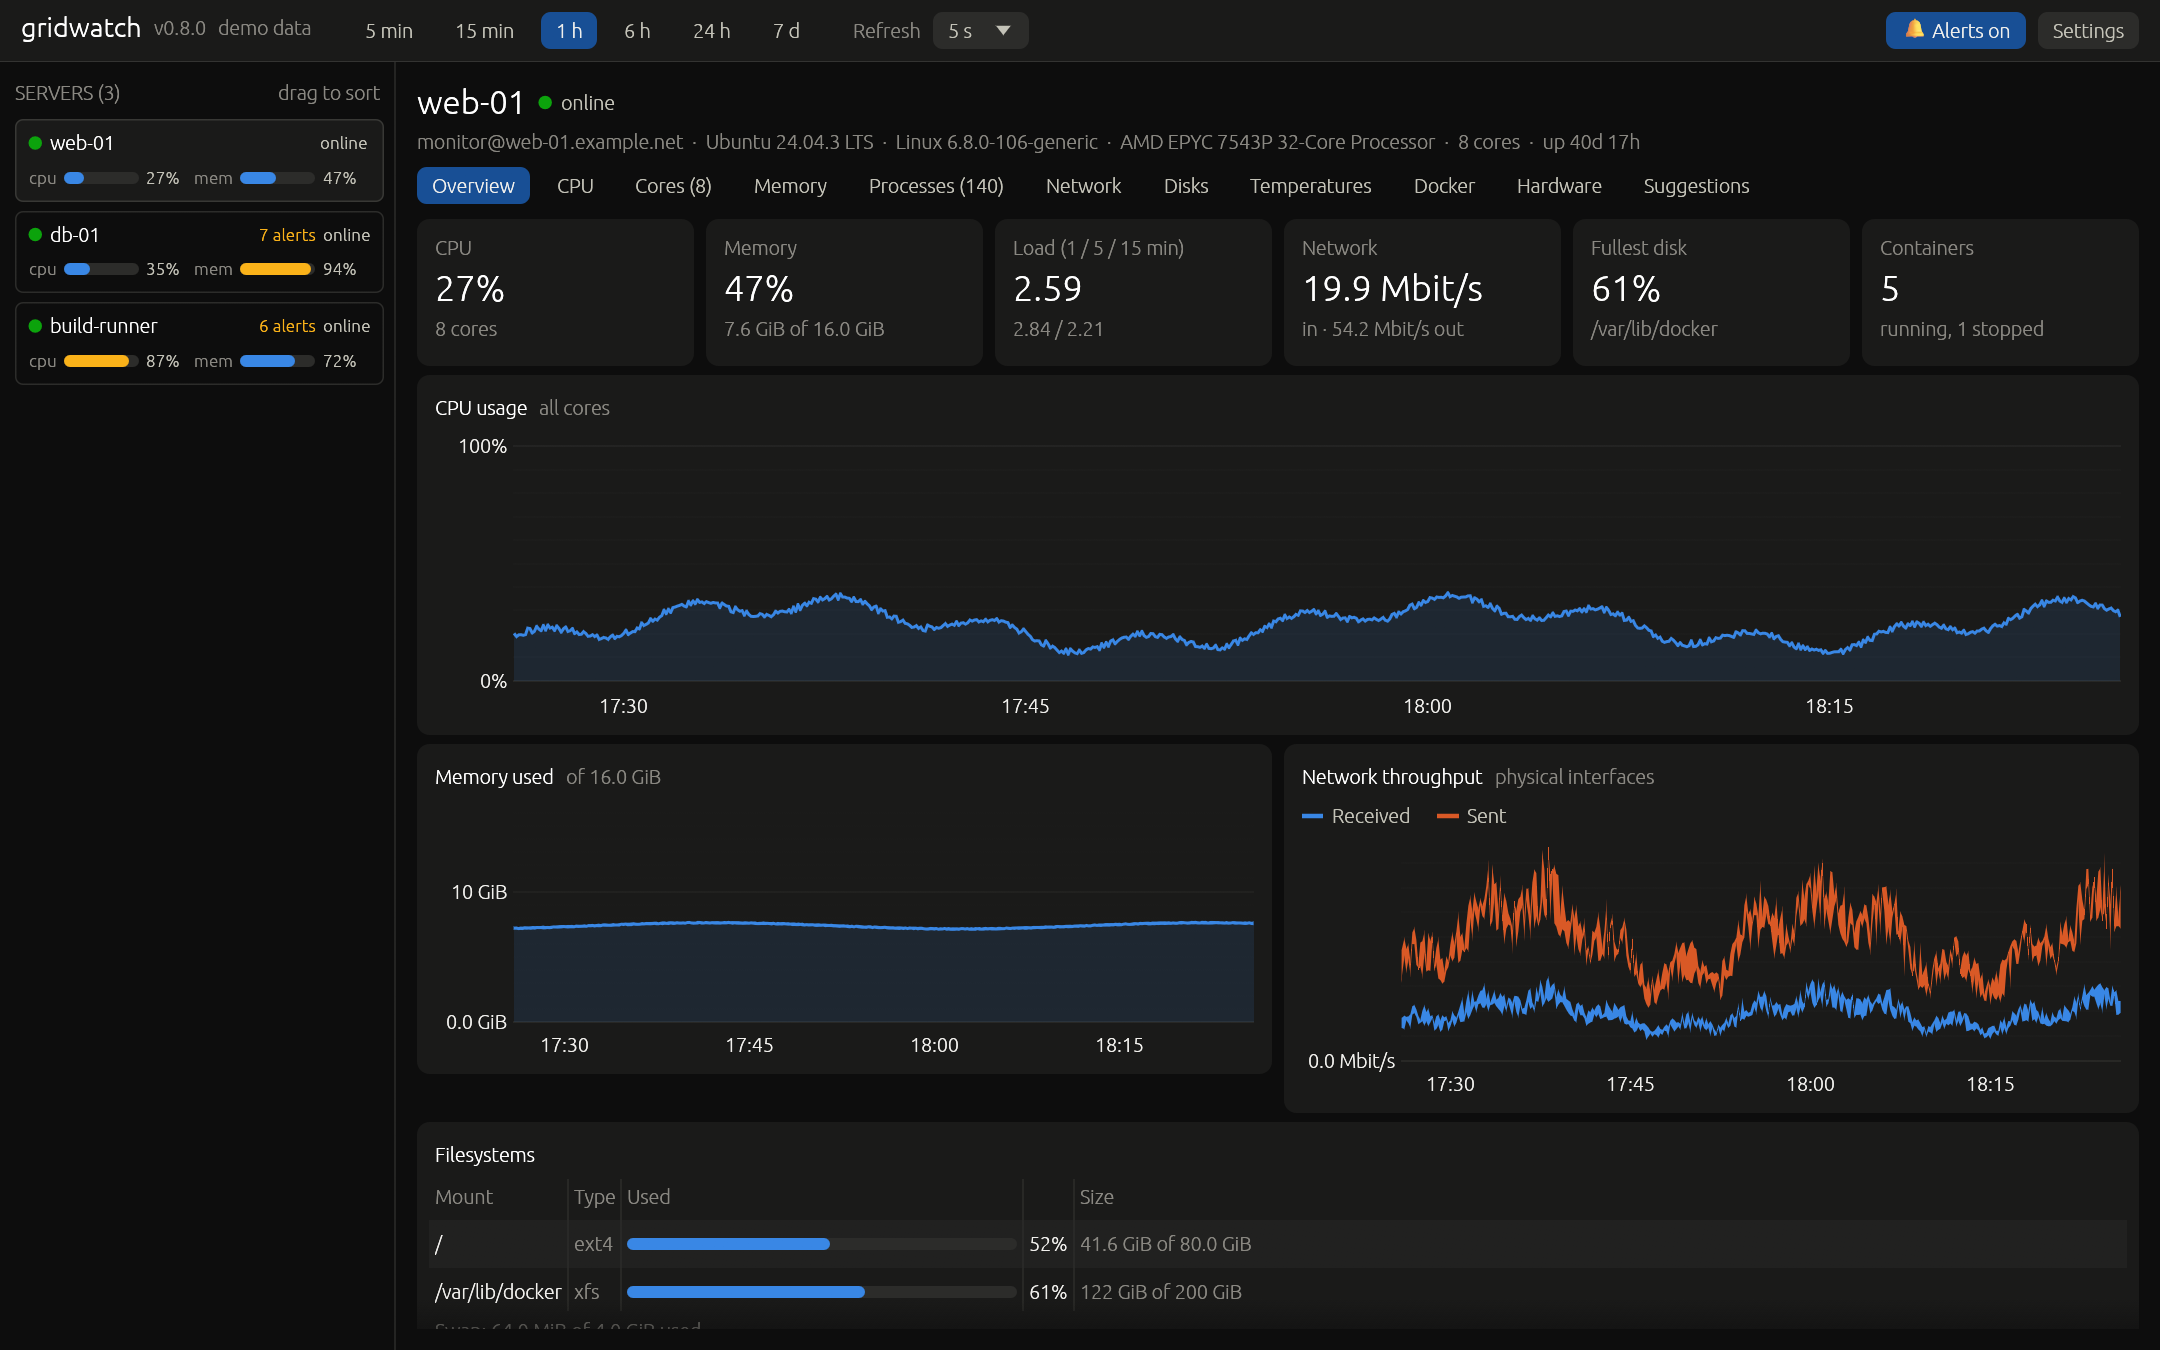 gridwatch v0.8.0 demo data 5 min 15 min 1 h 6 h 24 h 7 d Refresh 5 s Alerts on Settings
SERVERS (3) drag to sort
web-01 online
cpu 27% mem 47%
db-01 7 alerts online
cpu 35% mem 94%
build-runner 6 alerts online
cpu 87% mem 72%
web-01 online
monitor@web-01.example.net · Ubuntu 24.04.3 LTS · Linux 6.8.0-106-generic · AMD EPYC 7543P 32-Core Processor · 8 cores · up 40d 17h
Overview CPU Cores (8) Memory Processes (140) Network Disks Temperatures Docker Hardware Suggestions
CPU
27%
8 cores
Memory
47%
7.6 GiB of 16.0 GiB
Load (1 / 5 / 15 min)
2.59
2.84 / 2.21
Network
19.9 Mbit/s
in · 54.2 Mbit/s out
Fullest disk
61%
/var/lib/docker
Containers
5
running, 1 stopped
CPU usage all cores
100%
0%
17:30 17:45 18:00 18:15
Memory used of 16.0 GiB
10 GiB
0.0 GiB
17:30 17:45 18:00 18:15
Network throughput physical interfaces
Received Sent
0.0 Mbit/s
17:30 17:45 18:00 18:15
Filesystems
Mount Type Used Size
/ ext4 52% 41.6 GiB of 80.0 GiB
/var/lib/docker xfs 61% 122 GiB of 200 GiB
Swap: 64.0 MiB of 4.0 GiB used